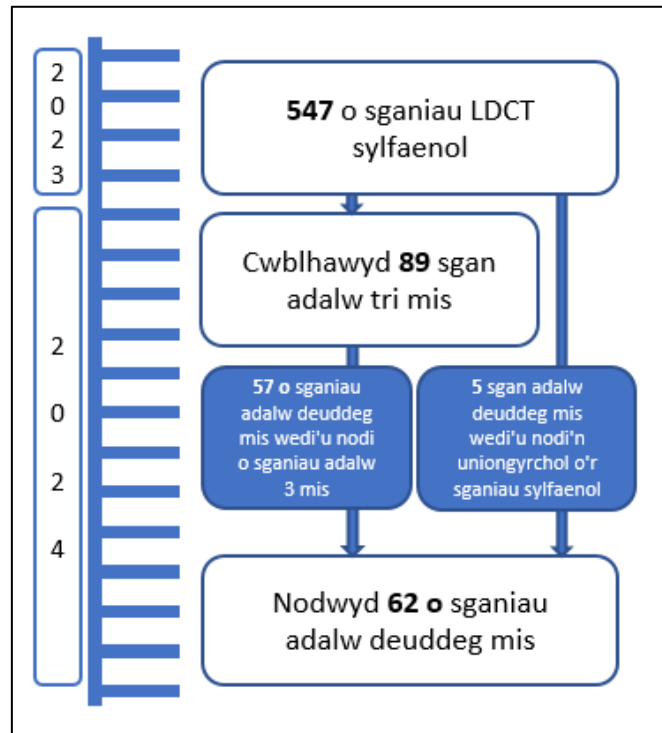 2
0
2
3
547 o sganiau LDCT
sylfaenol
Cwblhawyd 89 sgan
adalw tri mis
2
0
2
4
57 o sganiau
adalw deuddeg
mis wedi'u nodi
o sganiau adalw
3 mis
5 sgan adalw
deuddeg mis
wedi'u nodi'n
uniongyrchol o'r
sganiau sylfaenol
Nodwyd 62 o sganiau
adalw deuddeg mis